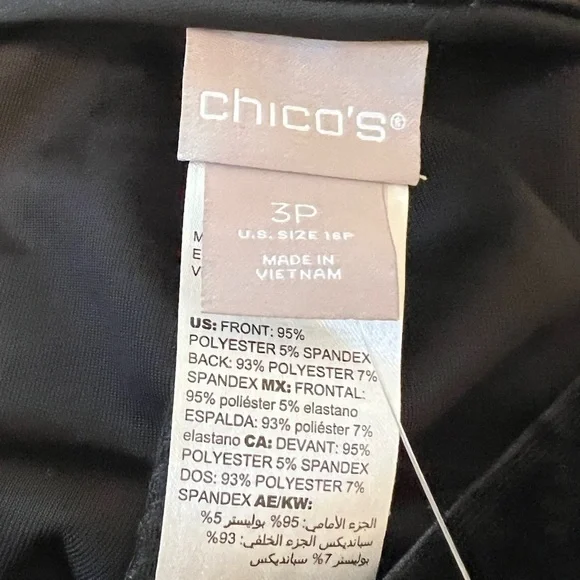 chico's®
3P
U.S. SIZE 16P
MADE IN
VIETNAM
M
E
V
US: FRONT: 95%
POLYESTER 5% SPANDEX
BACK: 93% POLYESTER 7%
SPANDEX MX: FRONTAL:
95% poliéster 5% elastano
ESPALDA: 93% poliéster 7%
elastano CA: DEVANT: 95%
POLYESTER 5% SPANDEX
DOS: 93% POLYESTER 7%
SPANDEX AE/KW:
الجزء الأمامي: 95% بوليستر 5%
سبانديكس الجزء الخلفي: 93%
بوليستر 7% سبانديكس